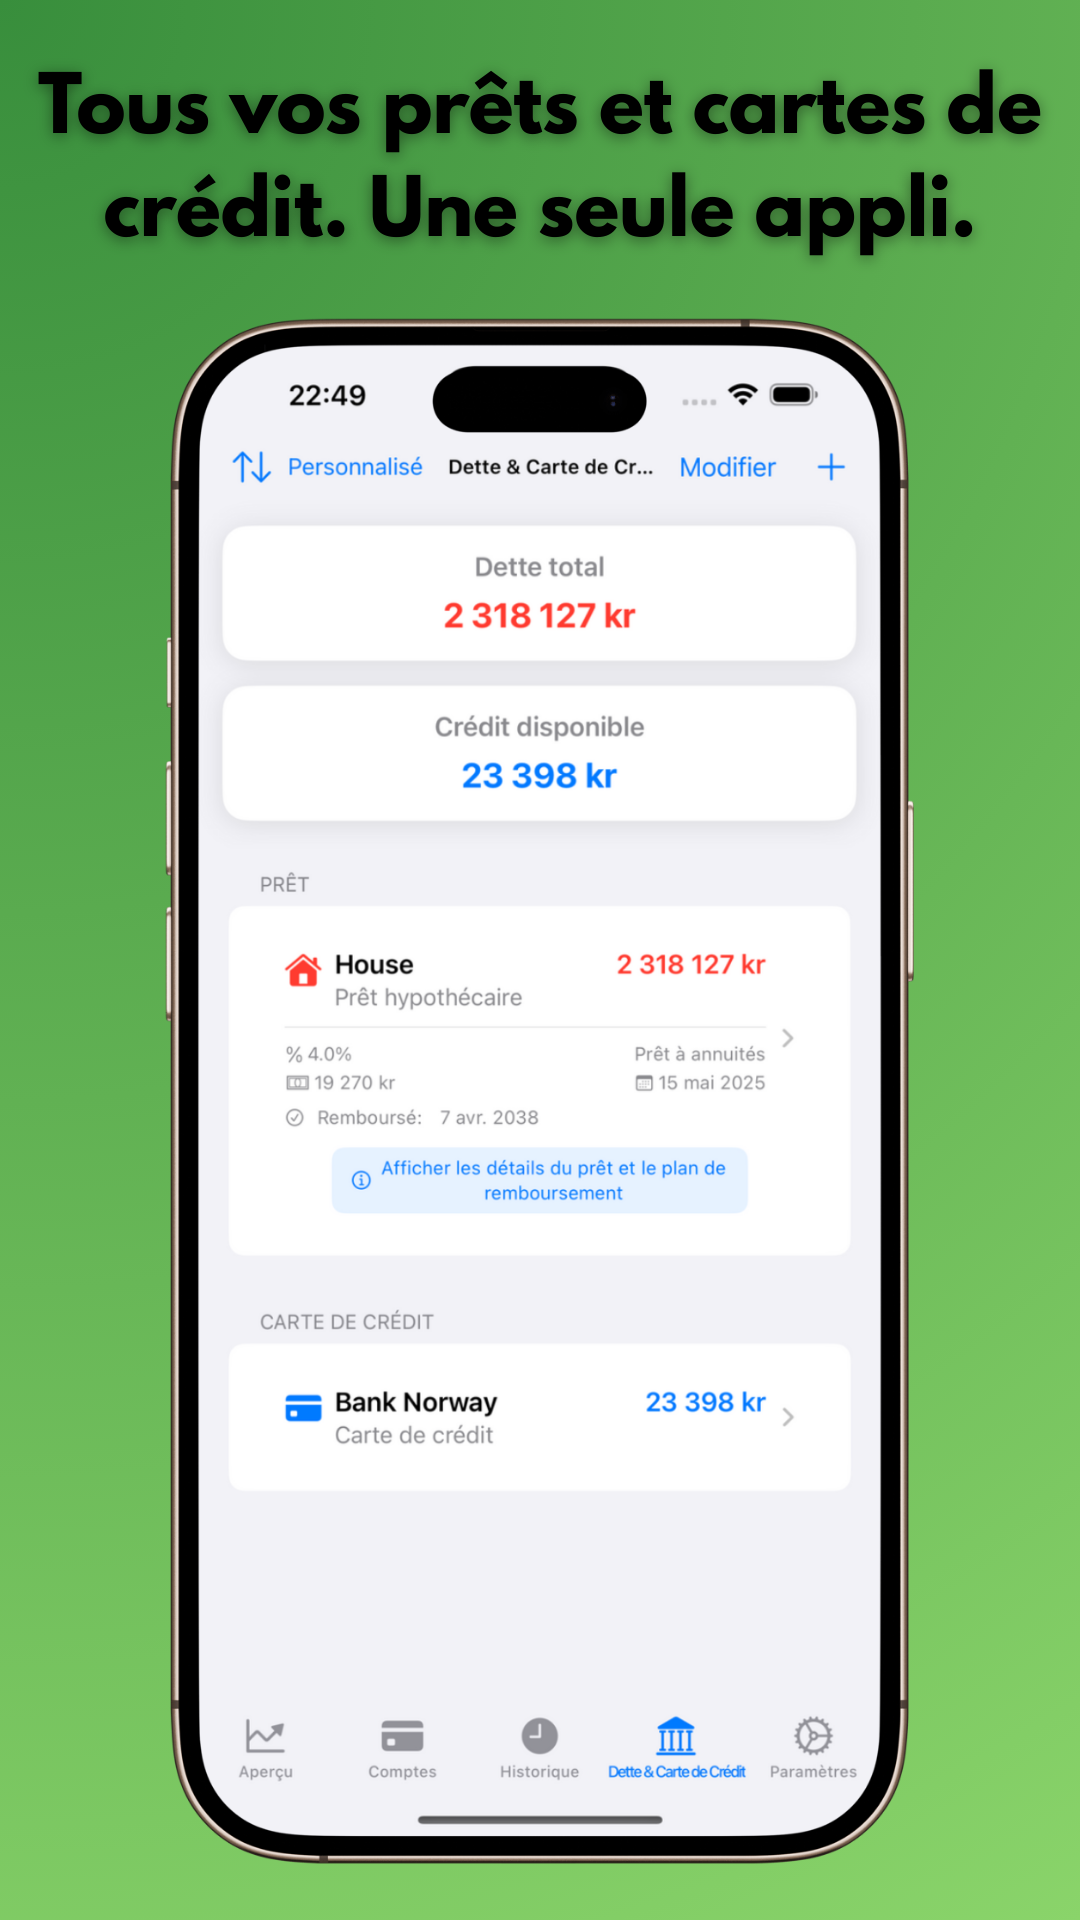 Tous vos prêts et cartes de
crédit. Une seule appli.
22:49
Personnalisé
Dette & Carte de Cr...
Modifier
Dette total
2 318 127 kr
Crédit disponible
23 398 kr
PRÊT
House
2 318 127 kr
Prêt hypothécaire
% 4.0%
Prêt à annuités
19 270 kr
15 mai 2025
Remboursé: 7 avr. 2038
Afficher les détails du prêt et le plan de
remboursement
CARTE DE CRÉDIT
Bank Norway
23 398 kr
Carte de crédit
Aperçu
Comptes
Historique
Dette & Carte de Crédit
Paramètres